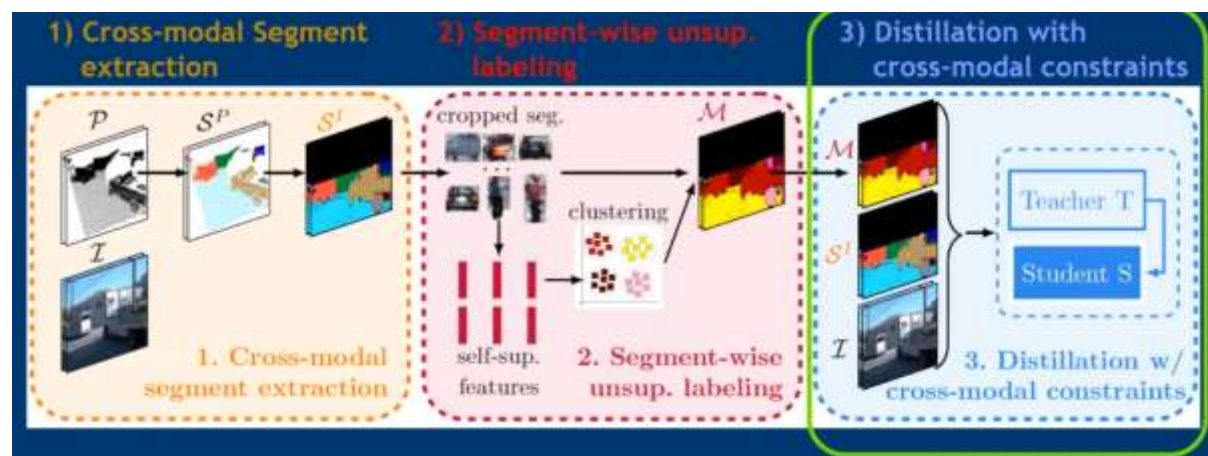 1) Cross-modal Segment
extraction
2) Segment-wise unsup.
labeling
3) Distillation with
cross-modal constraints
P
S^P
S^I
I
1. Cross-modal
segment extraction
cropped seg.
M
clustering
self-sup.
features
2. Segment-wise
unsup. labeling
M
S^I
I
Teacher T
Student S
3. Distillation w/
cross-modal constraints